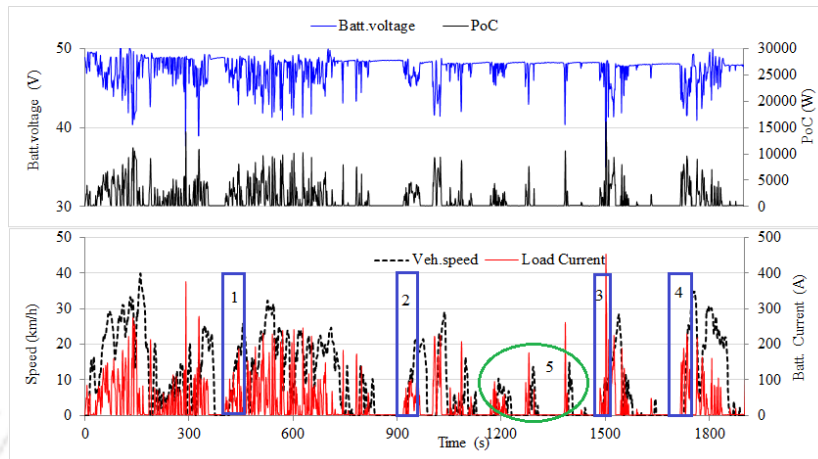 Batt.voltage PoC
50 30000
25000
20000
40 15000
10000
5000
30 0
Batt.voltage (V)
PoC (W)
50 500
Veh.speed Load Current
40 400
30 300
20 200
10 100
0 0
1 2 3 4
5
Speed (km/h)
Batt. Current (A)
0 300 600 900 1200 1500 1800
Time (s)